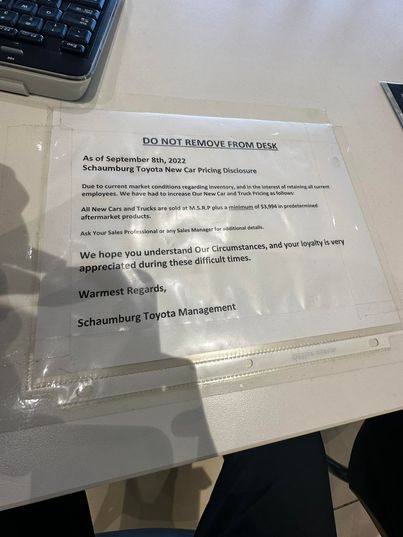 DO NOT REMOVE FROM DESK
As of September 8th, 2022
Schaumburg Toyota New Car Pricing Disclosure
Due to current market conditions regarding inventory, and in the interest of retaining all current
employees. We have had to increase Our New Car and Truck Pricing as follows:
All New Cars and Trucks are sold at M.S.R.P plus a minimum of $3,994 in predetermined
aftermarket products.
Ask Your Sales Professional or any Sales Manager for additional details.
We hope you understand Our Circumstances, and your loyalty is very
appreciated during these difficult times.
Warmest Regards,
Schaumburg Toyota Management